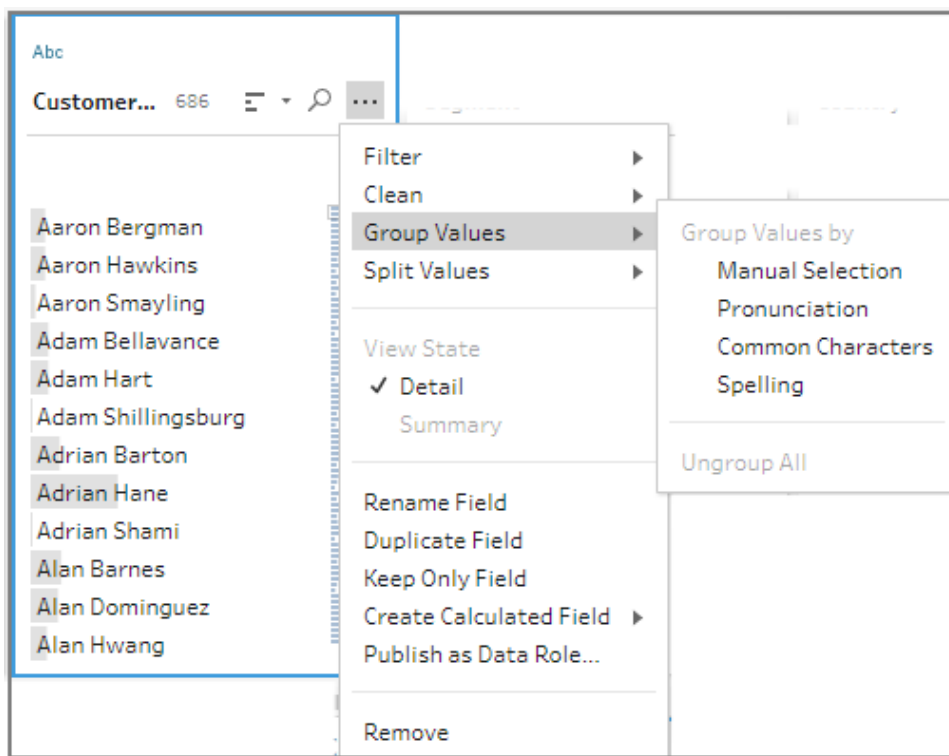 Abc
Customer... 686
Aaron Bergman
Aaron Hawkins
Aaron Smayling
Adam Bellavance
Adam Hart
Adam Shillingsburg
Adrian Barton
Adrian Hane
Adrian Shami
Alan Barnes
Alan Dominguez
Alan Hwang
Filter
Clean
Group Values
Split Values
View State
✓ Detail
Summary
Rename Field
Duplicate Field
Keep Only Field
Create Calculated Field
Publish as Data Role...
Remove
Group Values by
Manual Selection
Pronunciation
Common Characters
Spelling
Ungroup All